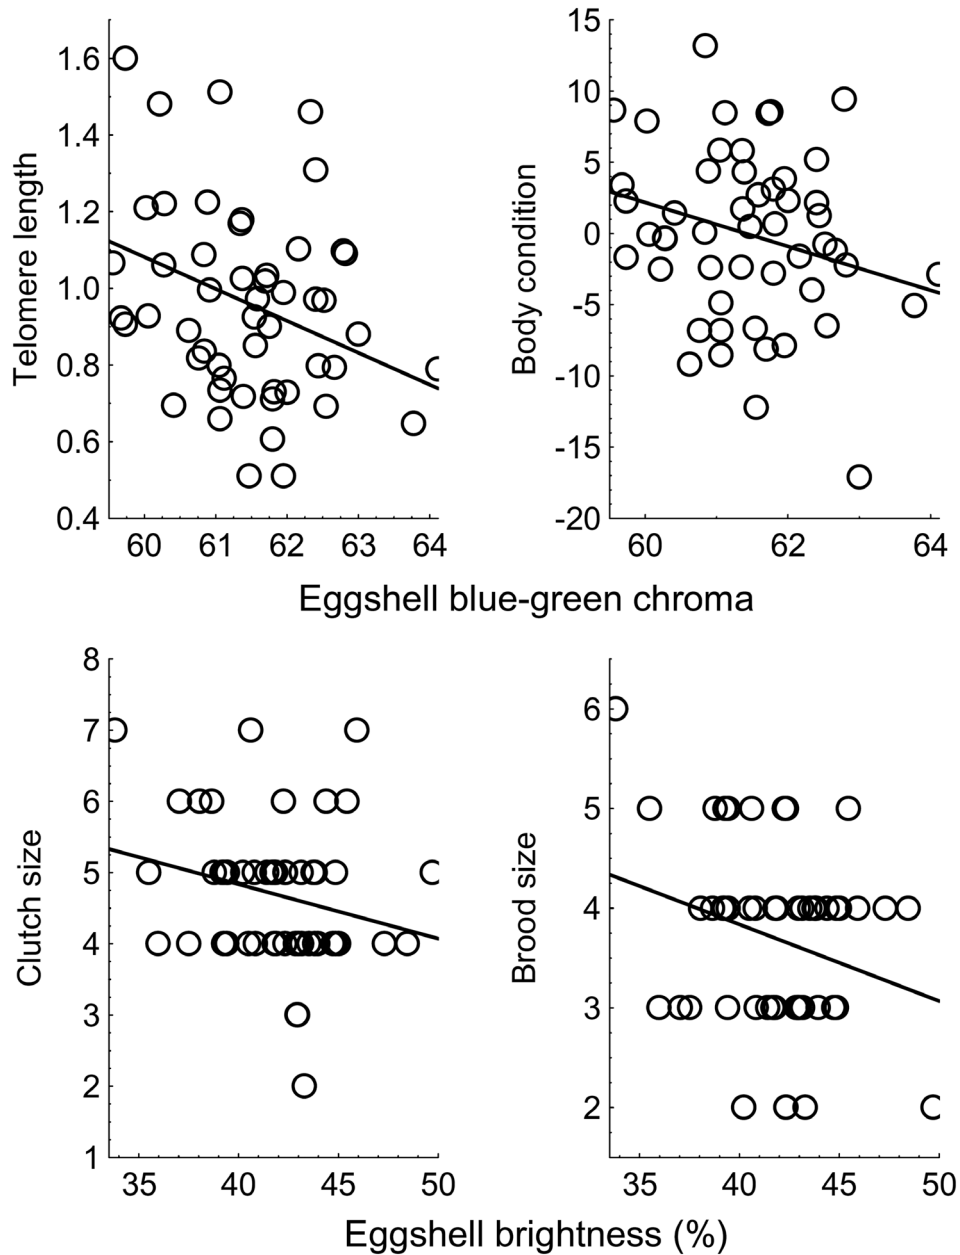 Telomere length
1.6
1.4
1.2
1.0
0.8
0.6
0.4
60 61 62 63 64
Body condition
15
10
5
0
-5
-10
-15
-20
60 62 64
Eggshell blue-green chroma
Clutch size
8
7
6
5
4
3
2
1
35 40 45 50
Brood size
6
5
4
3
2
35 40 45 50
Eggshell brightness (%)